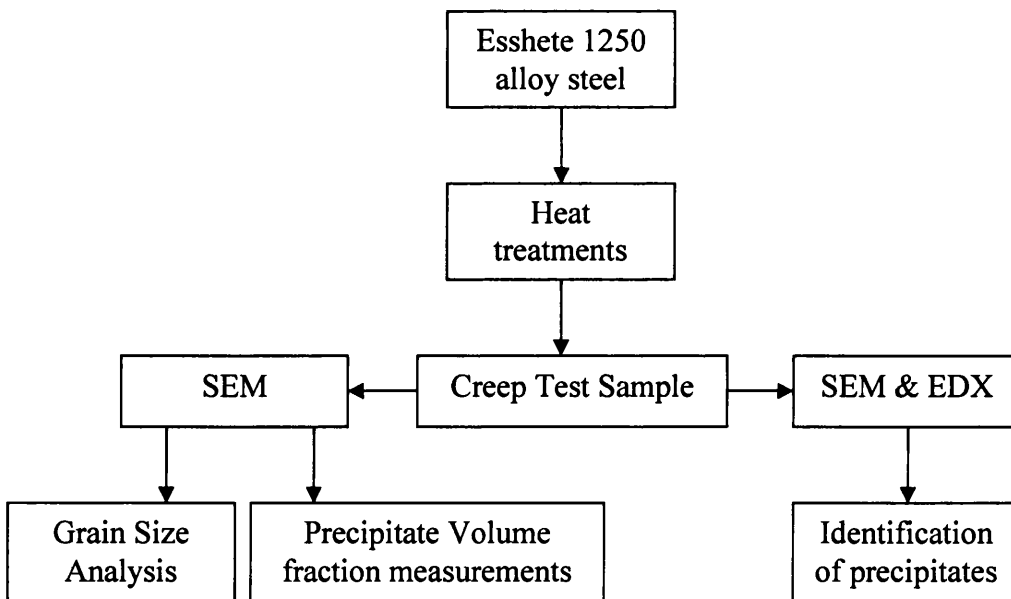 Esshete 1250
alloy steel
Heat
treatments
SEM
Creep Test Sample
SEM & EDX
Grain Size
Analysis
Precipitate Volume
fraction measurements
Identification
of precipitates